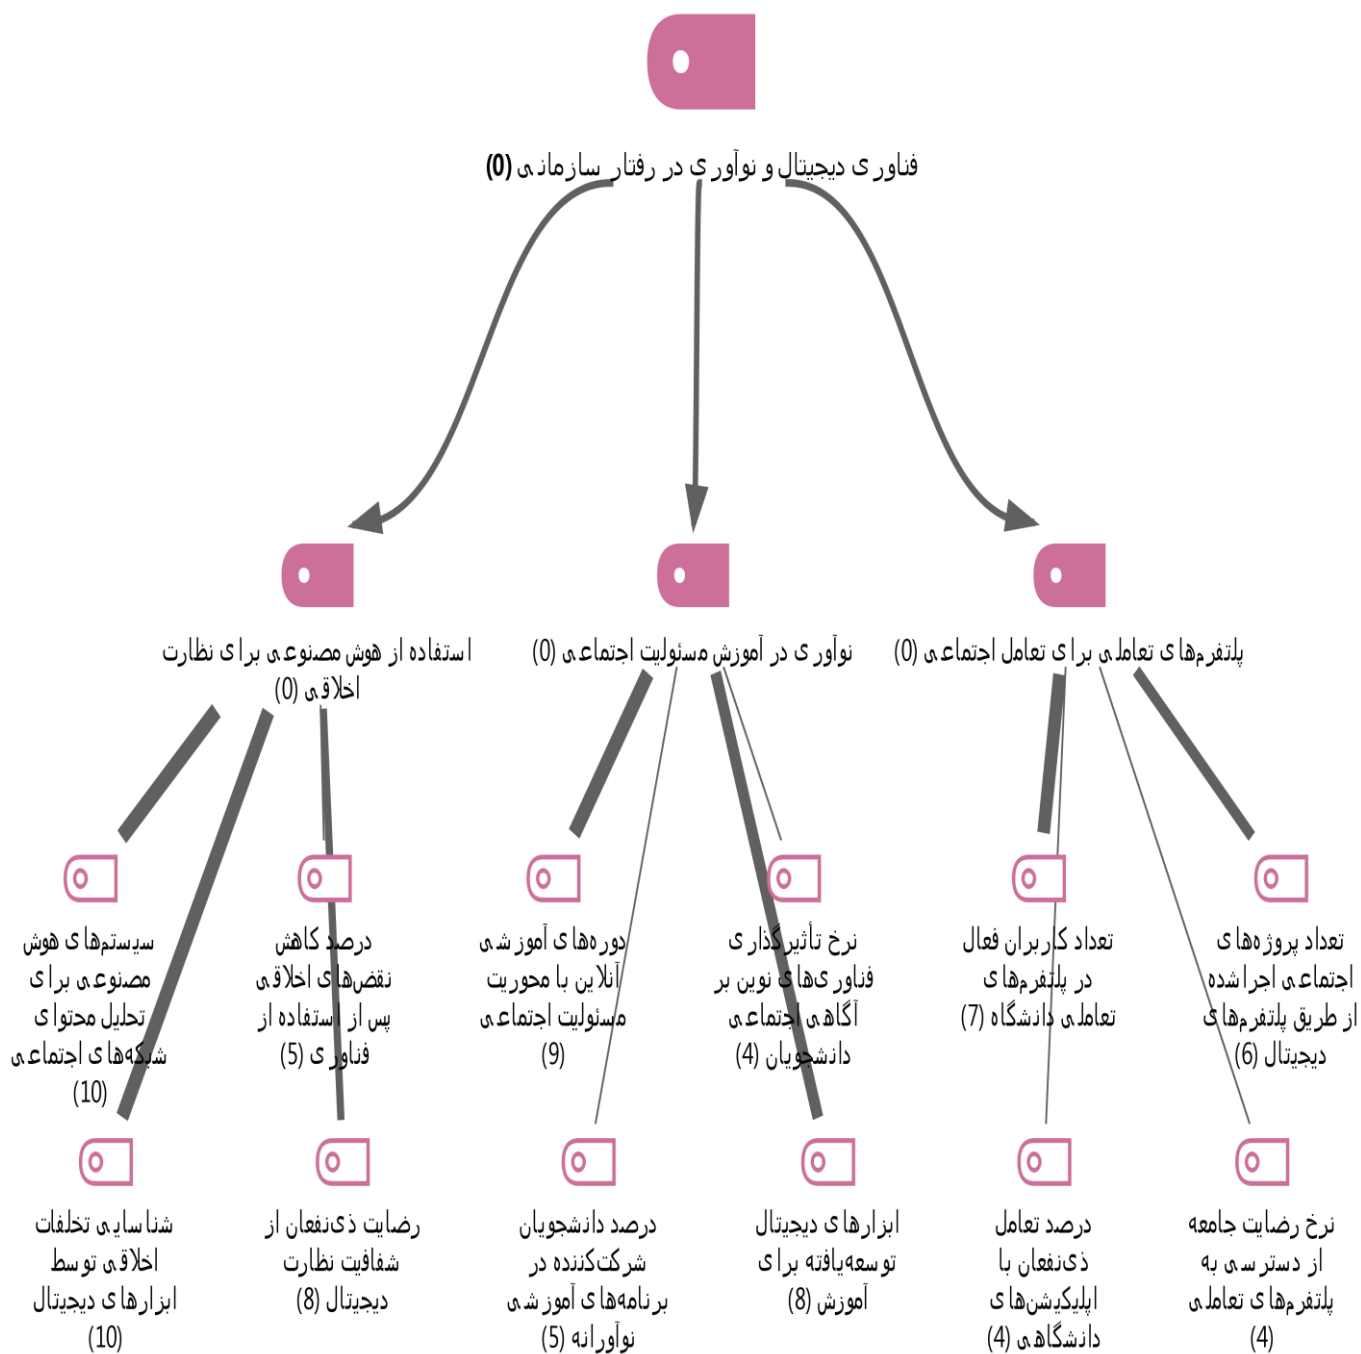 فناوری دیجیتال و نوآوری در رفتار سازمانی (0)
استفاده از هوش مصنوعی برای نظارت
اخلاقی (0)
نوآوری در آموزش مسئولیت اجتماعی (0)
پلتفرم‌های تعاملی برای تعامل اجتماعی (0)
سیستم‌های هوش
مصنوعی برای
تحلیل محتوای
شبکه‌های اجتماعی
(10)
درصد کاهش
نقض‌های اخلاقی
پس از استفاده از
فناوری (5)
دوره‌های آموزشی
آنلاین با محوریت
مسئولیت اجتماعی
(9)
نرخ تأثیرگذاری
فناوری‌های نوین بر
آگاهی اجتماعی
دانشجویان (4)
تعداد کاربران فعال
در پلتفرم‌های
تعاملی دانشگاه (7)
تعداد پروژه‌های
اجتماعی اجرا شده
از طریق پلتفرم‌های
دیجیتال (6)
شناسایی تخلفات
اخلاقی توسط
ابزارهای دیجیتال
(10)
رضایت ذی‌نفعان از
شفافیت نظارت
دیجیتال (8)
درصد دانشجویان
شرکت‌کننده در
برنامه‌های آموزشی
نوآورانه (5)
ابزارهای دیجیتال
توسعه‌یافته برای
آموزش (8)
درصد تعامل
ذی‌نفعان با
اپلیکیشن‌های
دانشگاهی (4)
نرخ رضایت جامعه
از دسترسی به
پلتفرم‌های تعاملی
(4)